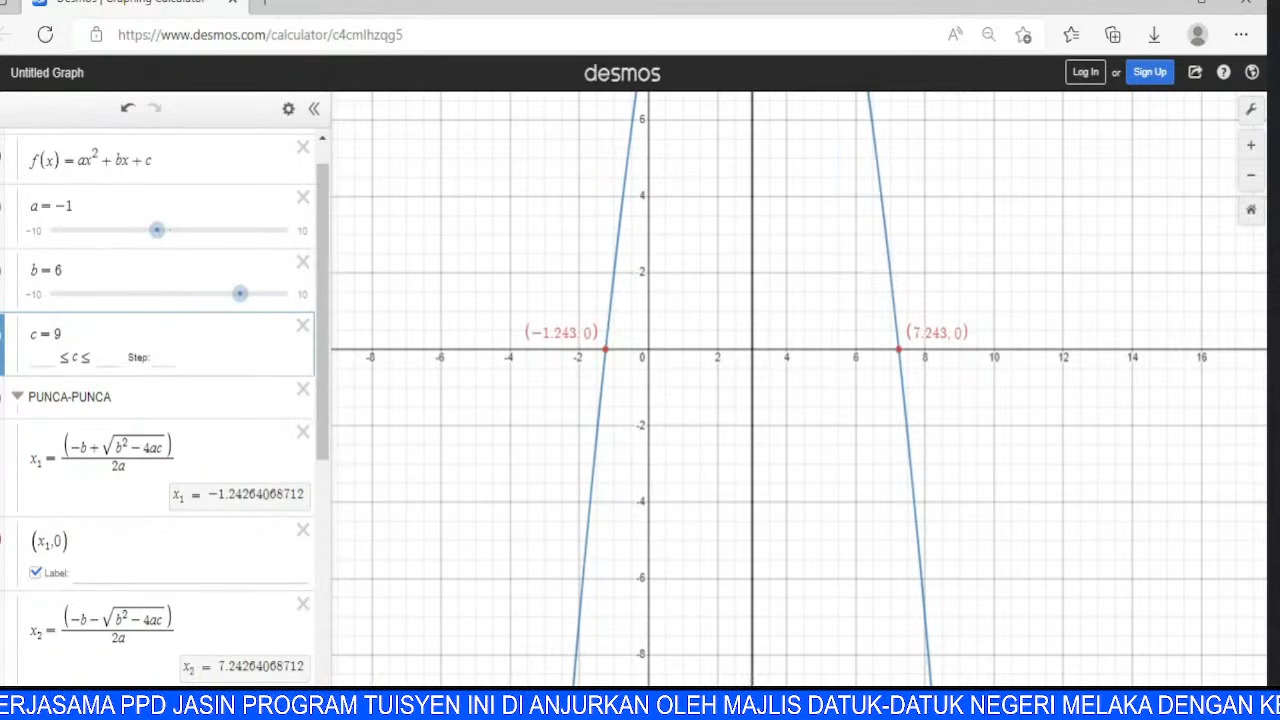 Desmos | Graphing Calculator
https://www.desmos.com/calculator/c4cmlhzqg5
Untitled Graph
desmos
Log In or Sign Up
f(x) = ax² + bx + c
a = −1
-10 10
b = 6
-10 10
c = 9
≤ c ≤ Step:
PUNCA-PUNCA
x₁ = (−b + √(b² − 4ac)) / 2a
x₁ = −1.24264068712
(x₁,0)
Label:
x₂ = (−b − √(b² − 4ac)) / 2a
x₂ = 7.24264068712
6
4
2
(−1.243, 0) (7.243, 0)
-8 -6 -4 -2 0 2 4 6 8 10 12 14 16
-2
-4
-6
-8
ERJASAMA PPD JASIN PROGRAM TUISYEN INI DI ANJURKAN OLEH MAJLIS DATUK-DATUK NEGERI MELAKA DENGAN KE